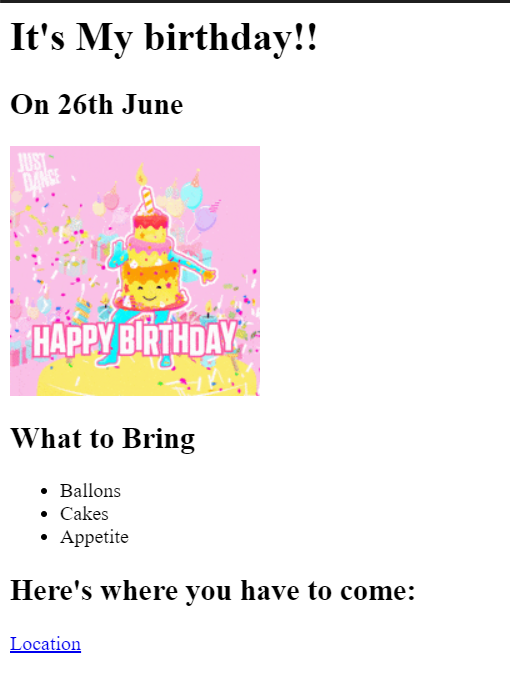 It's My birthday!!
On 26th June
JUST
DANCE
HAPPY BIRTHDAY
What to Bring
Ballons
Cakes
Appetite
Here's where you have to come:
Location